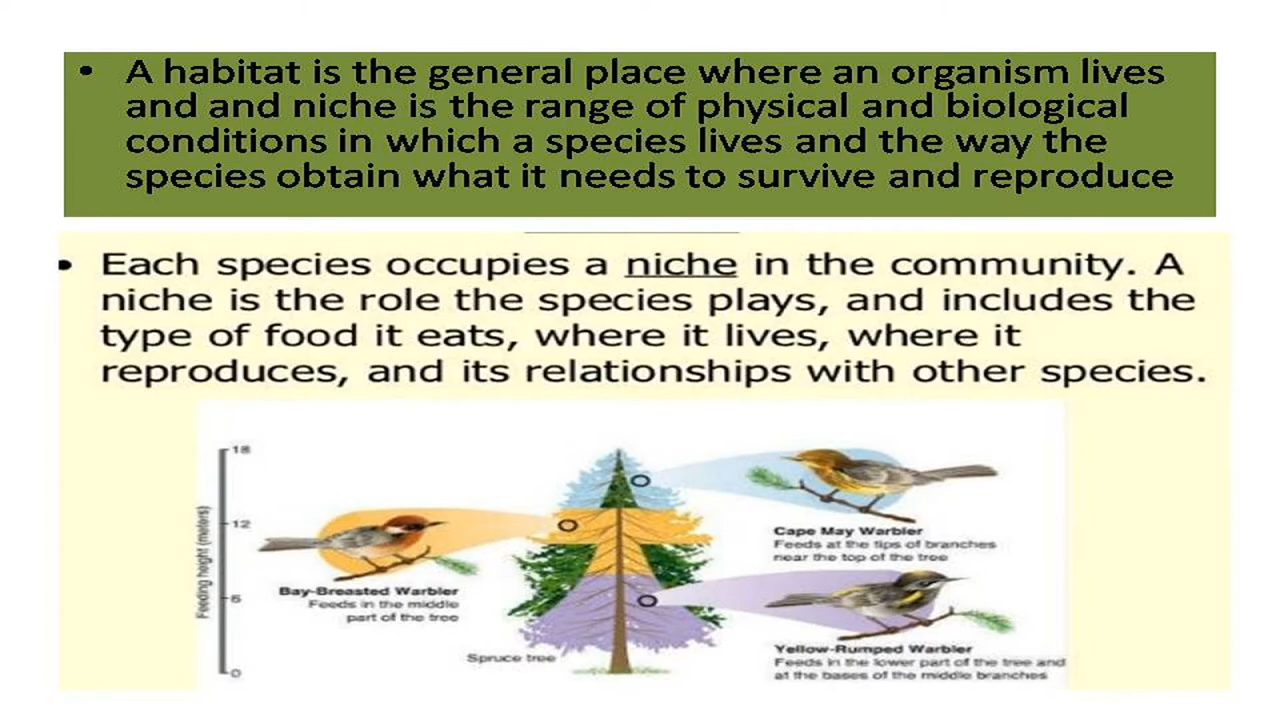 • A habitat is the general place where an organism lives
and and niche is the range of physical and biological
conditions in which a species lives and the way the
species obtain what it needs to survive and reproduce
• Each species occupies a niche in the community. A
niche is the role the species plays, and includes the
type of food it eats, where it lives, where it
reproduces, and its relationships with other species.
18
12
6
0
Feeding height (meters)
Cape May Warbler
Feeds at the tips of branches
near the top of the tree
Bay-Breasted Warbler
Feeds in the middle
part of the tree
Spruce tree
Yellow-Rumped Warbler
Feeds in the lower part of the tree and
at the bases of the middle branches